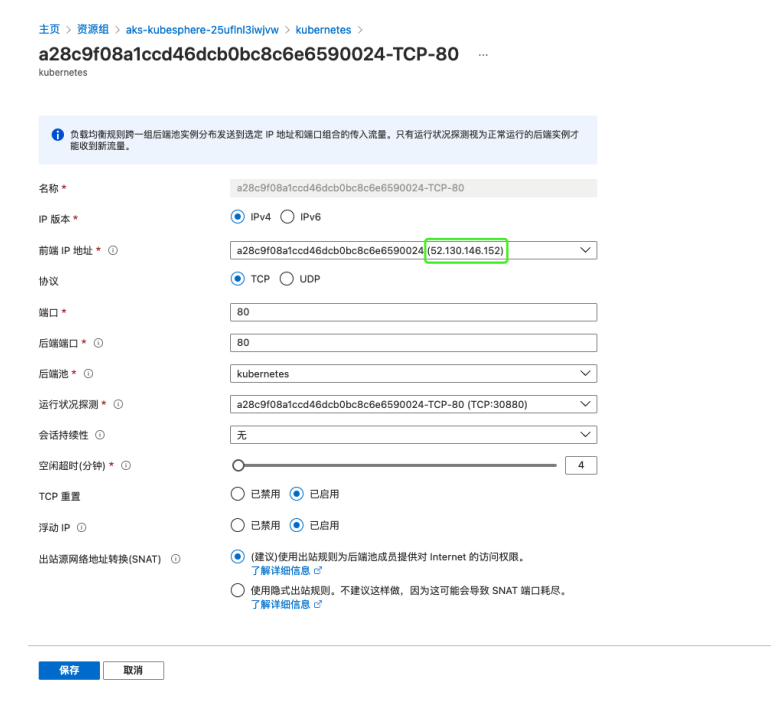 主页 > 资源组 > aks-kubesphere-25uflnl3iwjvw > kubernetes >
a28c9f08a1ccd46dcb0bc8c6e6590024-TCP-80 ...
kubernetes
负载均衡规则跨一组后端池实例分布发送到选定 IP 地址和端口组合的传入流量。只有运行状况探测视为正常运行的后端实例才
能收到新流量。
名称 * a28c9f08a1ccd46dcb0bc8c6e6590024-TCP-80
IP 版本 * IPv4 IPv6
前端 IP 地址 * a28c9f08a1ccd46dcb0bc8c6e6590024 (52.130.146.152)
协议 TCP UDP
端口 * 80
后端端口 * 80
后端池 * kubernetes
运行状况探测 * a28c9f08a1ccd46dcb0bc8c6e6590024-TCP-80 (TCP:30880)
会话持续性 无
空闲超时(分钟) * 4
TCP 重置 已禁用 已启用
浮动 IP 已禁用 已启用
出站源网络地址转换(SNAT) (建议)使用出站规则为后端池成员提供对 Internet 的访问权限。
了解详细信息
使用隐式出站规则。不建议这样做，因为这可能会导致 SNAT 端口耗尽。
了解详细信息
保存 取消